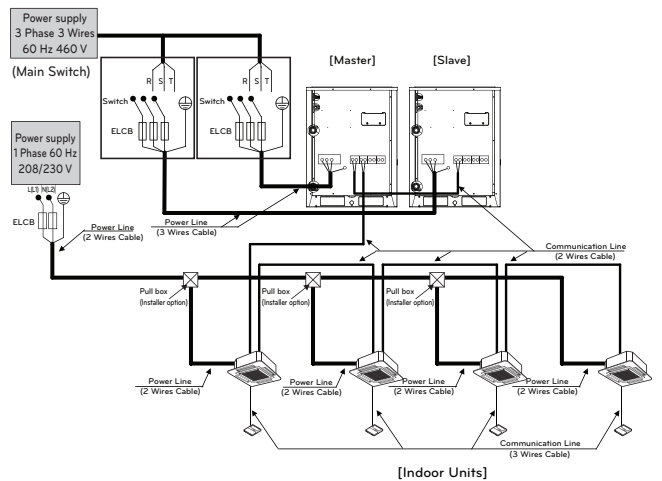 Power supply
3 Phase 3 Wires
60 Hz 460 V
(Main Switch)
[Master]
[Slave]
R S T
R S T
Switch
Switch
ELCB
ELCB
Power supply
1 Phase 60 Hz
208/230 V
L(L1) N(L2)
ELCB
Power Line
(2 Wires Cable)
Power Line
(3 Wires Cable)
Communication Line
(2 Wires Cable)
Pull box
(Installer option)
Pull box
(Installer option)
Pull box
(Installer option)
Power Line
(2 Wires Cable)
Power Line
(2 Wires Cable)
Power Line
(2 Wires Cable)
Power Line
(2 Wires Cable)
Communication Line
(3 Wires Cable)
[Indoor Units]